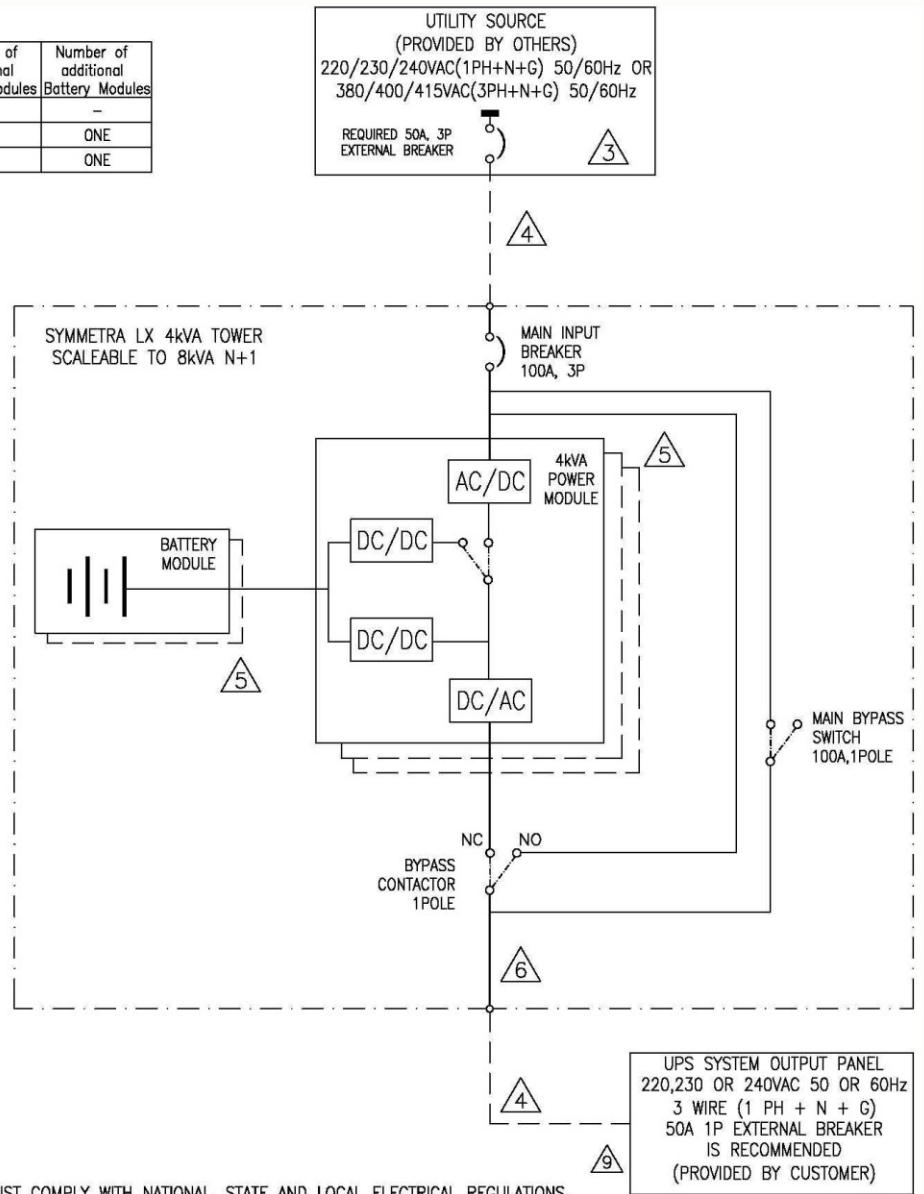 of
Number of
additional
Battery Modules
–
ONE
ONE
UTILITY SOURCE
(PROVIDED BY OTHERS)
220/230/240VAC(1PH+N+G) 50/60Hz OR
380/400/415VAC(3PH+N+G) 50/60Hz
REQUIRED 50A, 3P
EXTERNAL BREAKER
3
4
SYMMETRA LX 4kVA TOWER
SCALEABLE TO 8kVA N+1
MAIN INPUT
BREAKER
100A, 3P
4kVA
POWER
MODULE
5
AC/DC
DC/DC
BATTERY
MODULE
DC/DC
5
DC/AC
MAIN BYPASS
SWITCH
100A,1POLE
NC
NO
BYPASS
CONTACTOR
1POLE
6
4
9
UPS SYSTEM OUTPUT PANEL
220,230 OR 240VAC 50 OR 60Hz
3 WIRE (1 PH + N + G)
50A 1P EXTERNAL BREAKER
IS RECOMMENDED
(PROVIDED BY CUSTOMER)
COMPLY WITH NATIONAL, STATE AND LOCAL ELECTRICAL REGULATIONS